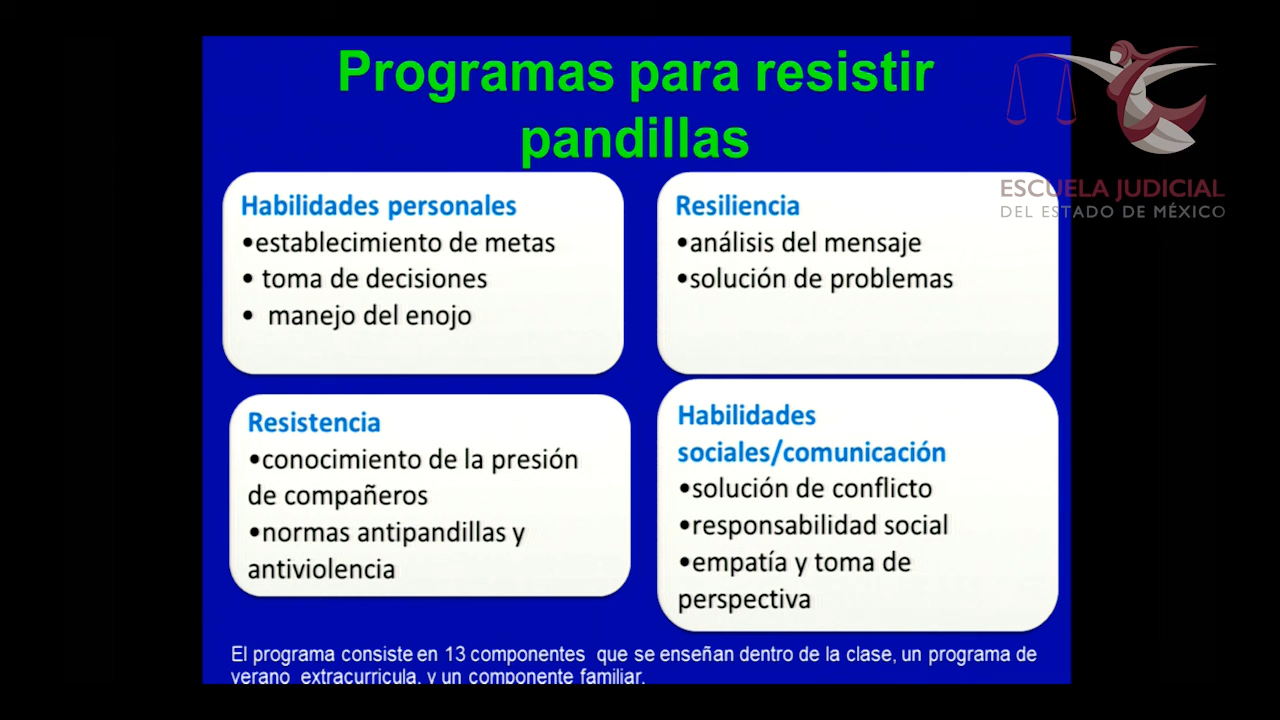 Programas para resistir
pandillas
ESCUELA JUDICIAL
DEL ESTADO DE MÉXICO
Habilidades personales
•establecimiento de metas
• toma de decisiones
• manejo del enojo
Resiliencia
•análisis del mensaje
•solución de problemas
Resistencia
•conocimiento de la presión
de compañeros
•normas antipandillas y
antiviolencia
Habilidades
sociales/comunicación
•solución de conflicto
•responsabilidad social
•empatía y toma de
perspectiva
El programa consiste en 13 componentes que se enseñan dentro de la clase, un programa de
verano extracurricula, y un componente familiar.